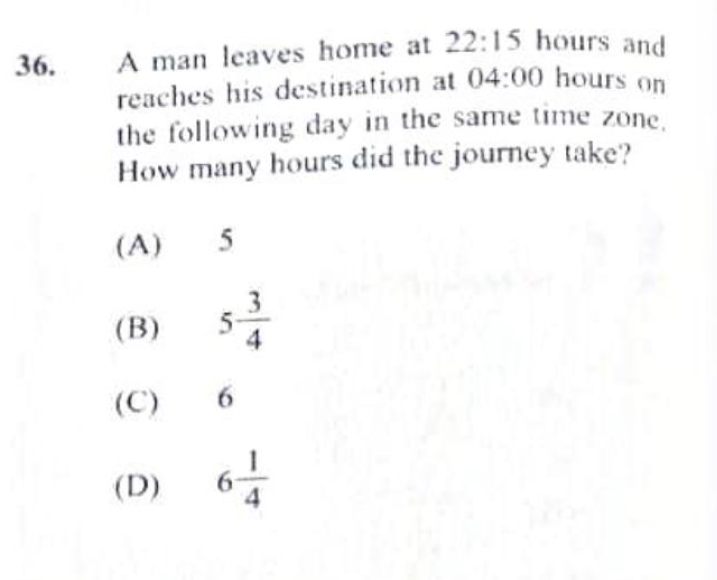 36. A man leaves home at 22:15 hours and
reaches his destination at 04:00 hours on
the following day in the same time zone.
How many hours did the journey take?
(A) 5
(B) 5 3/4
(C) 6
(D) 6 1/4